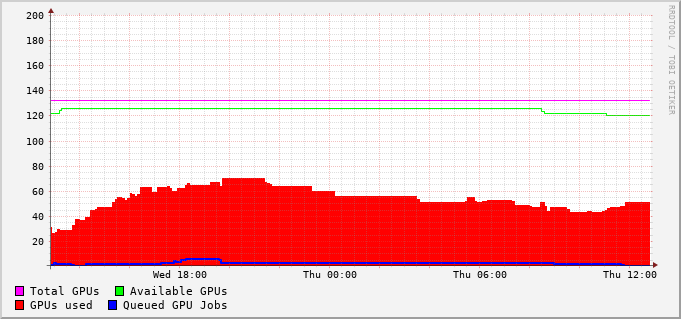 200
180
160
140
120
100
80
60
40
20
Wed 18:00 Thu 00:00 Thu 06:00 Thu 12:00
Total GPUs Available GPUs
GPUs used Queued GPU Jobs
RRDTOOL / TOBI OETIKER